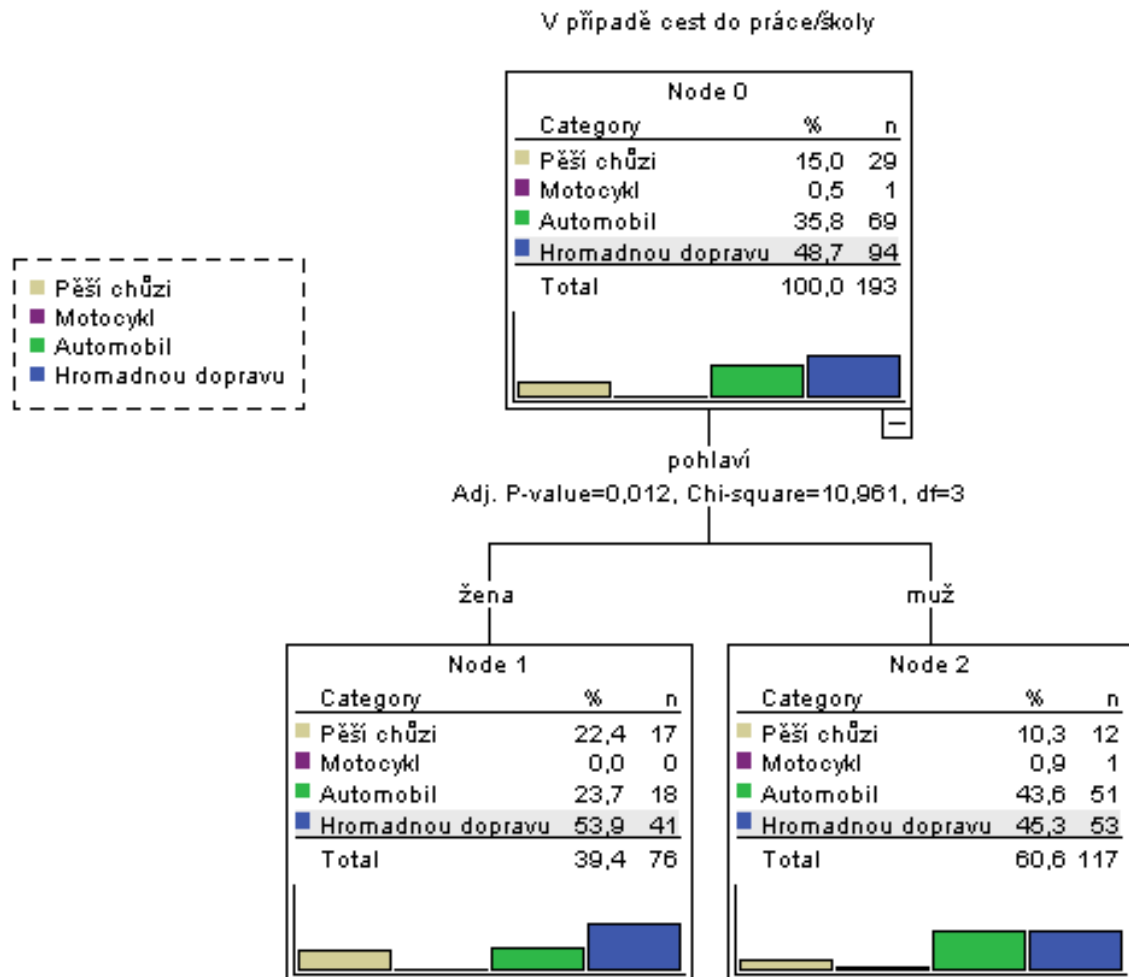 V případě cest do práce/školy
Pěší chůzi
Motocykl
Automobil
Hromadnou dopravu
Node 0
Category % n
Pěší chůzi 15,0 29
Motocykl 0,5 1
Automobil 35,8 69
Hromadnou dopravu 48,7 94
Total 100,0 193
pohlaví
Adj. P-value=0,012, Chi-square=10,961, df=3
žena
muž
Node 1
Category % n
Pěší chůzi 22,4 17
Motocykl 0,0 0
Automobil 23,7 18
Hromadnou dopravu 53,9 41
Total 39,4 76
Node 2
Category % n
Pěší chůzi 10,3 12
Motocykl 0,9 1
Automobil 43,6 51
Hromadnou dopravu 45,3 53
Total 60,6 117